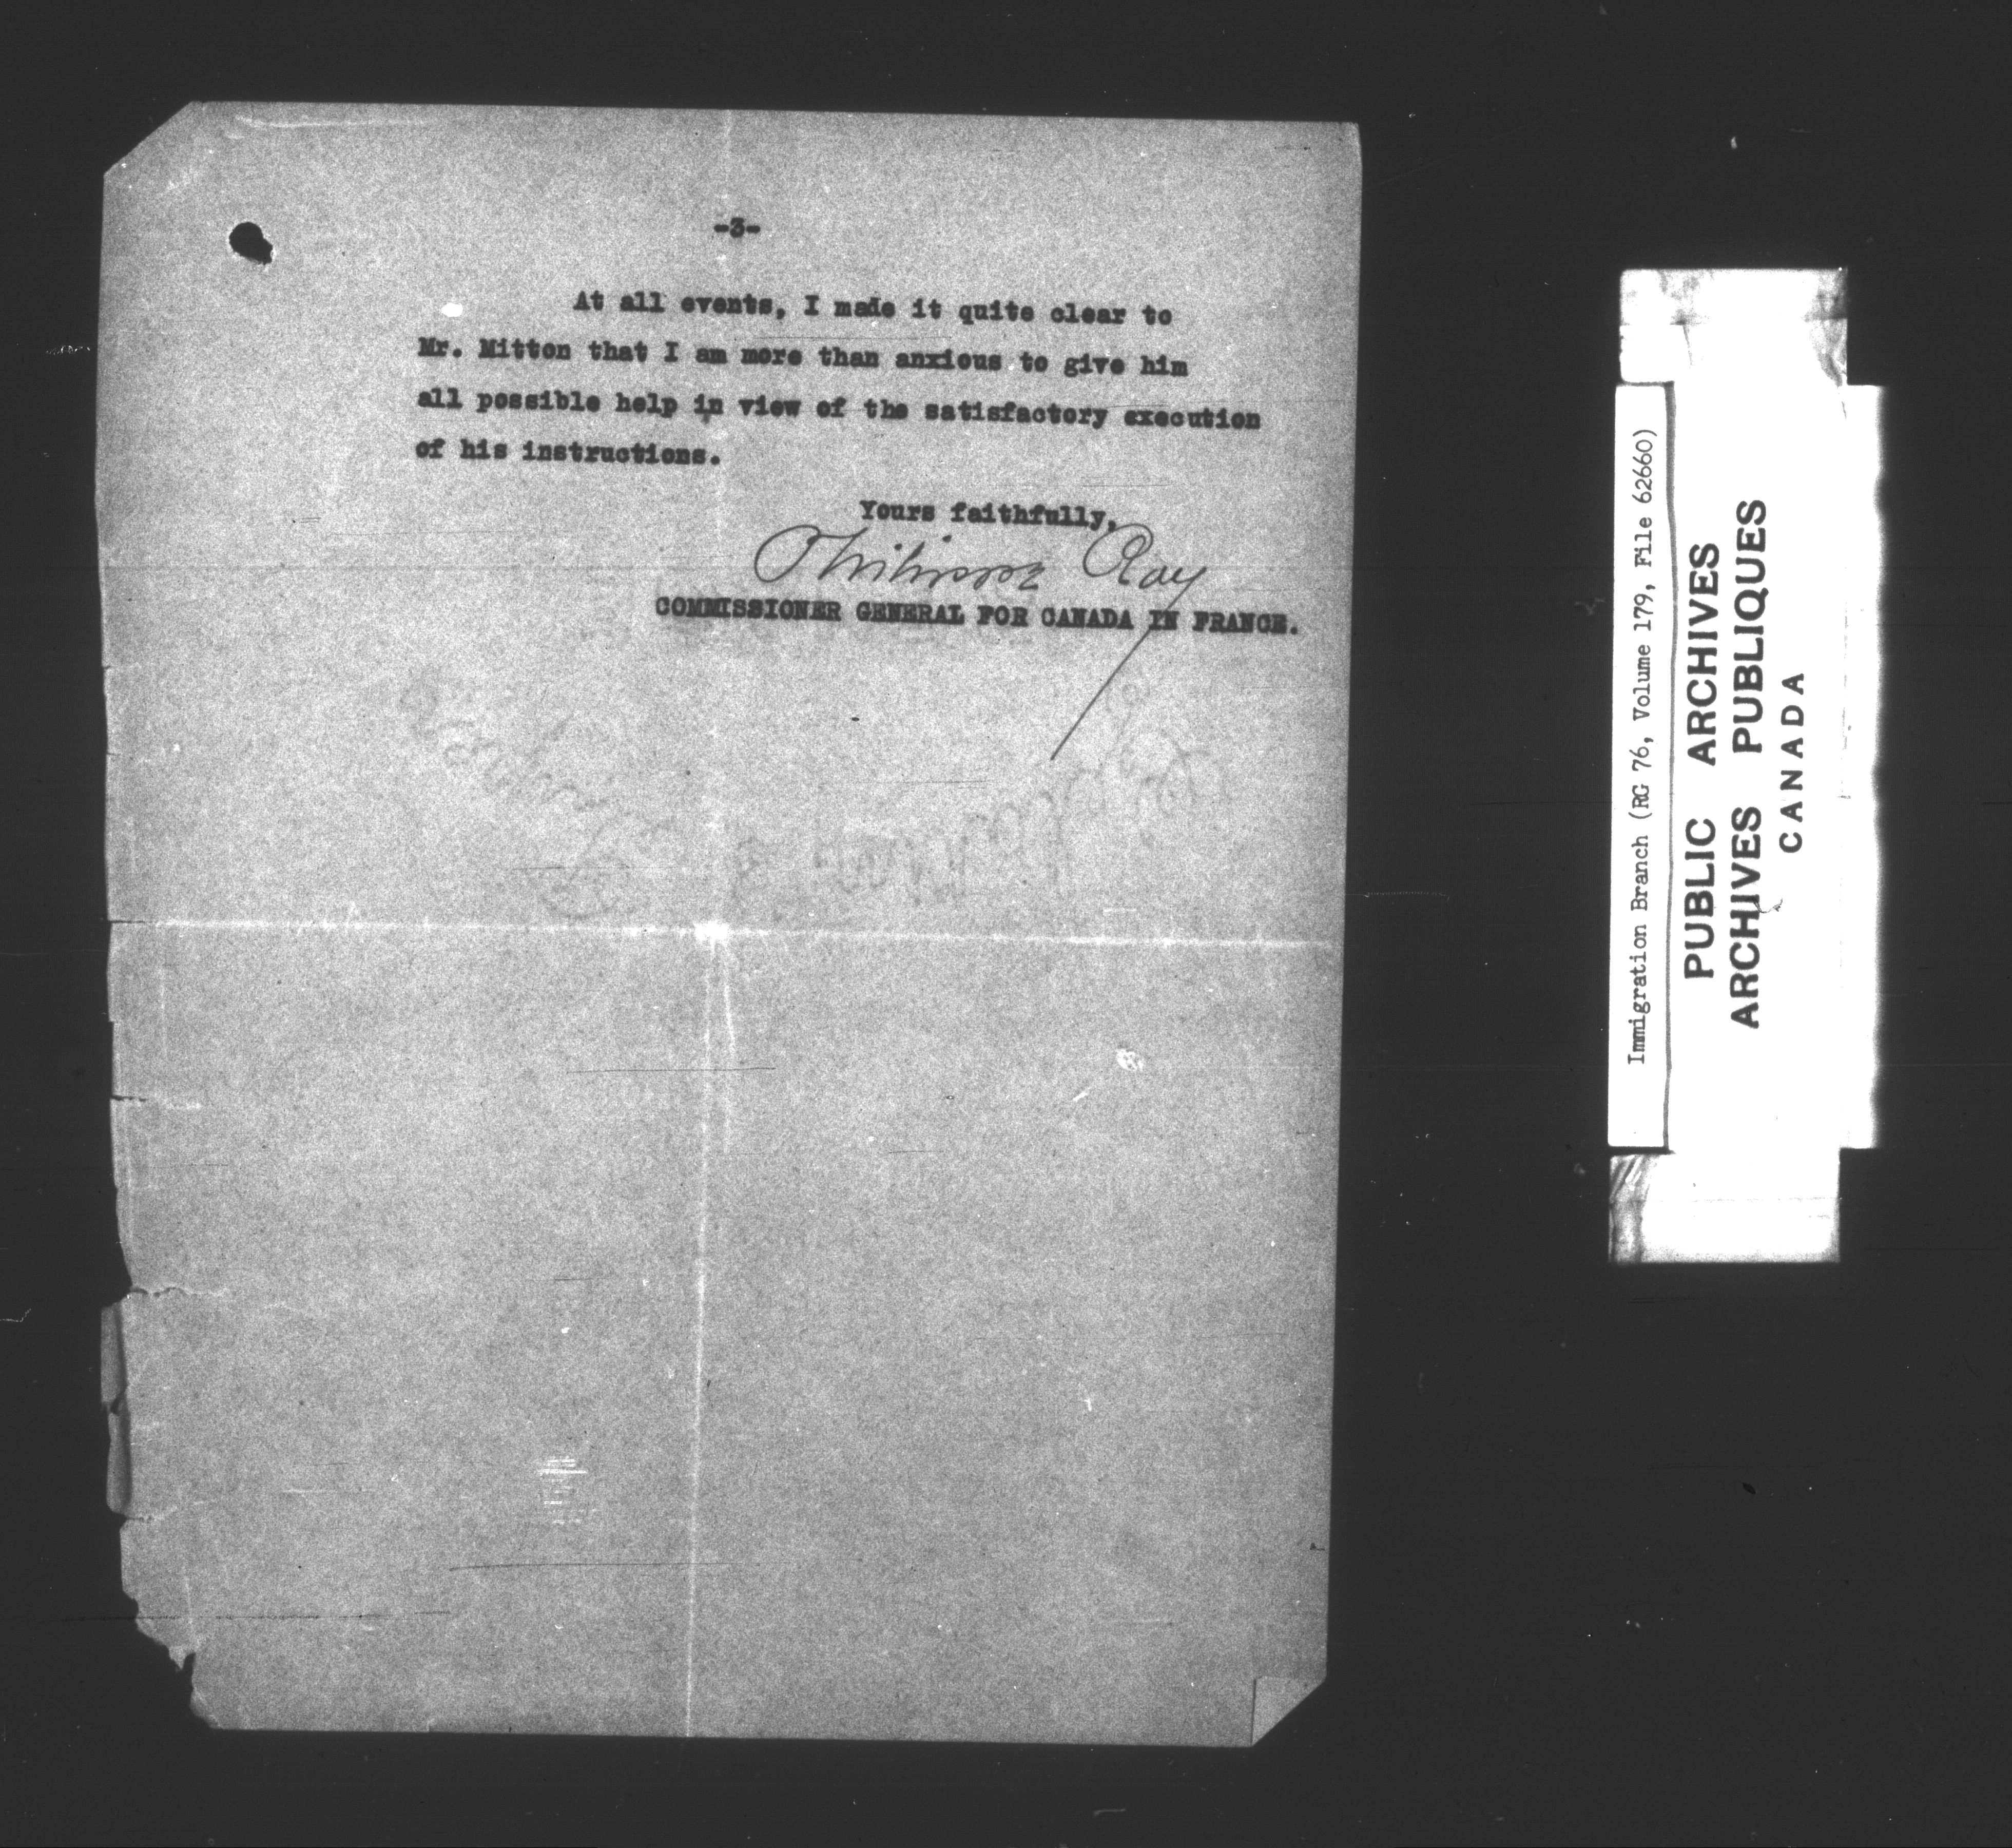 -3-
At all events, I made it quite clear to
Mr. Mitton that I am more than anxious to give him
all possible help in view of the satisfactory execution
of his instructions.
Yours faithfully,
Philippe Roy
COMMISSIONER GENERAL FOR CANADA IN FRANCE.
Immigration Branch (RG 76, Volume 179, File 62660)
PUBLIC ARCHIVES
ARCHIVES PUBLIQUES
CANADA